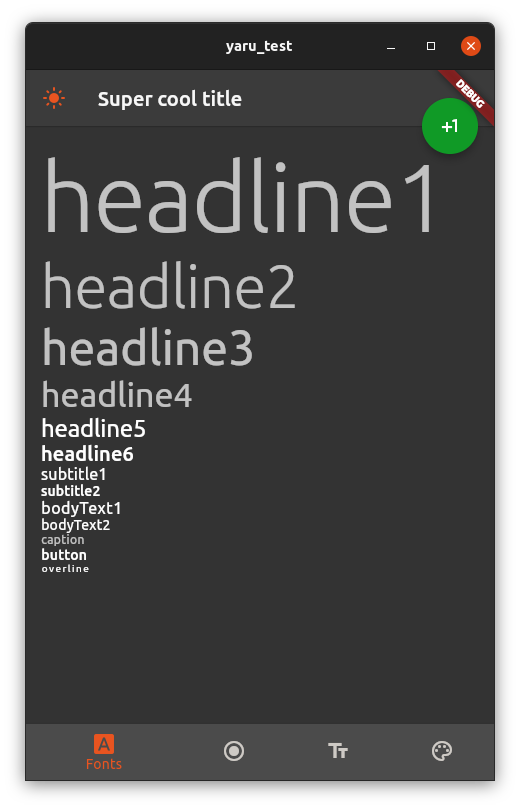 yaru_test
DEBUG
Super cool title
+1
headline1
headline2
headline3
headline4
headline5
headline6
subtitle1
subtitle2
bodyText1
bodyText2
caption
button
overline
A
Fonts
Tt